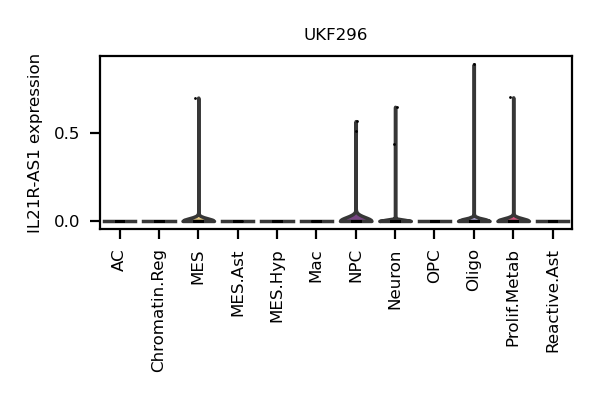 UKF296
IL21R-AS1 expression
0.5
0.0
AC
Chromatin.Reg
MES
MES.Ast
MES.Hyp
Mac
NPC
Neuron
OPC
Oligo
Prolif.Metab
Reactive.Ast